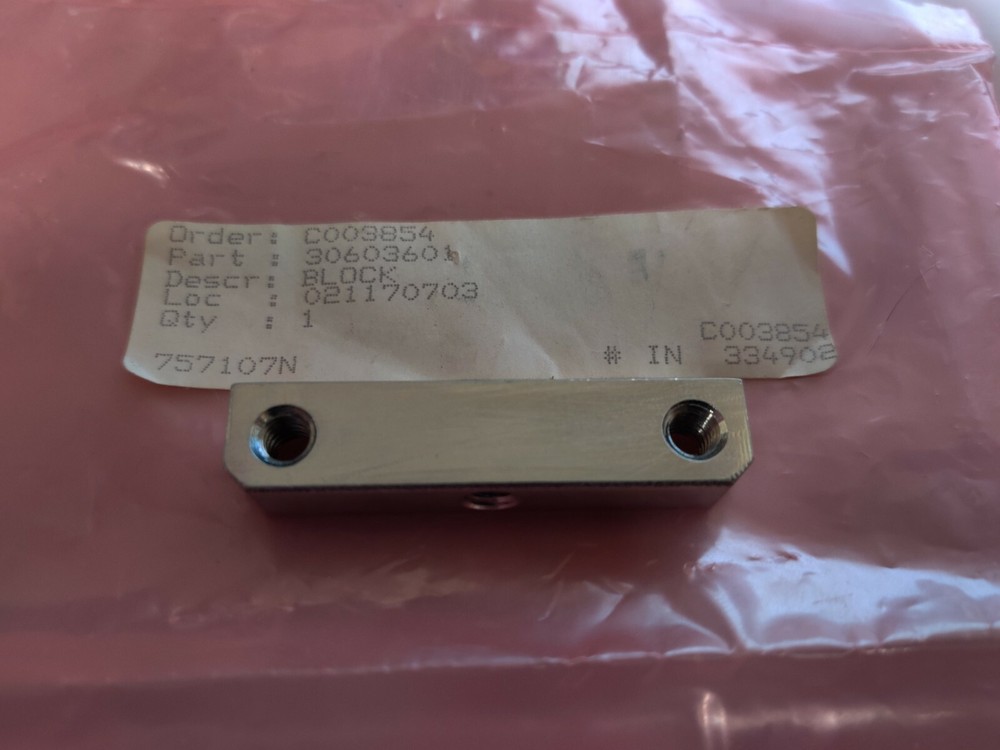 Order: C003854
Part : 30603601
Descr: BLOCK
Loc : 021170703
Qty : 1
C003854
757107N # IN 334902